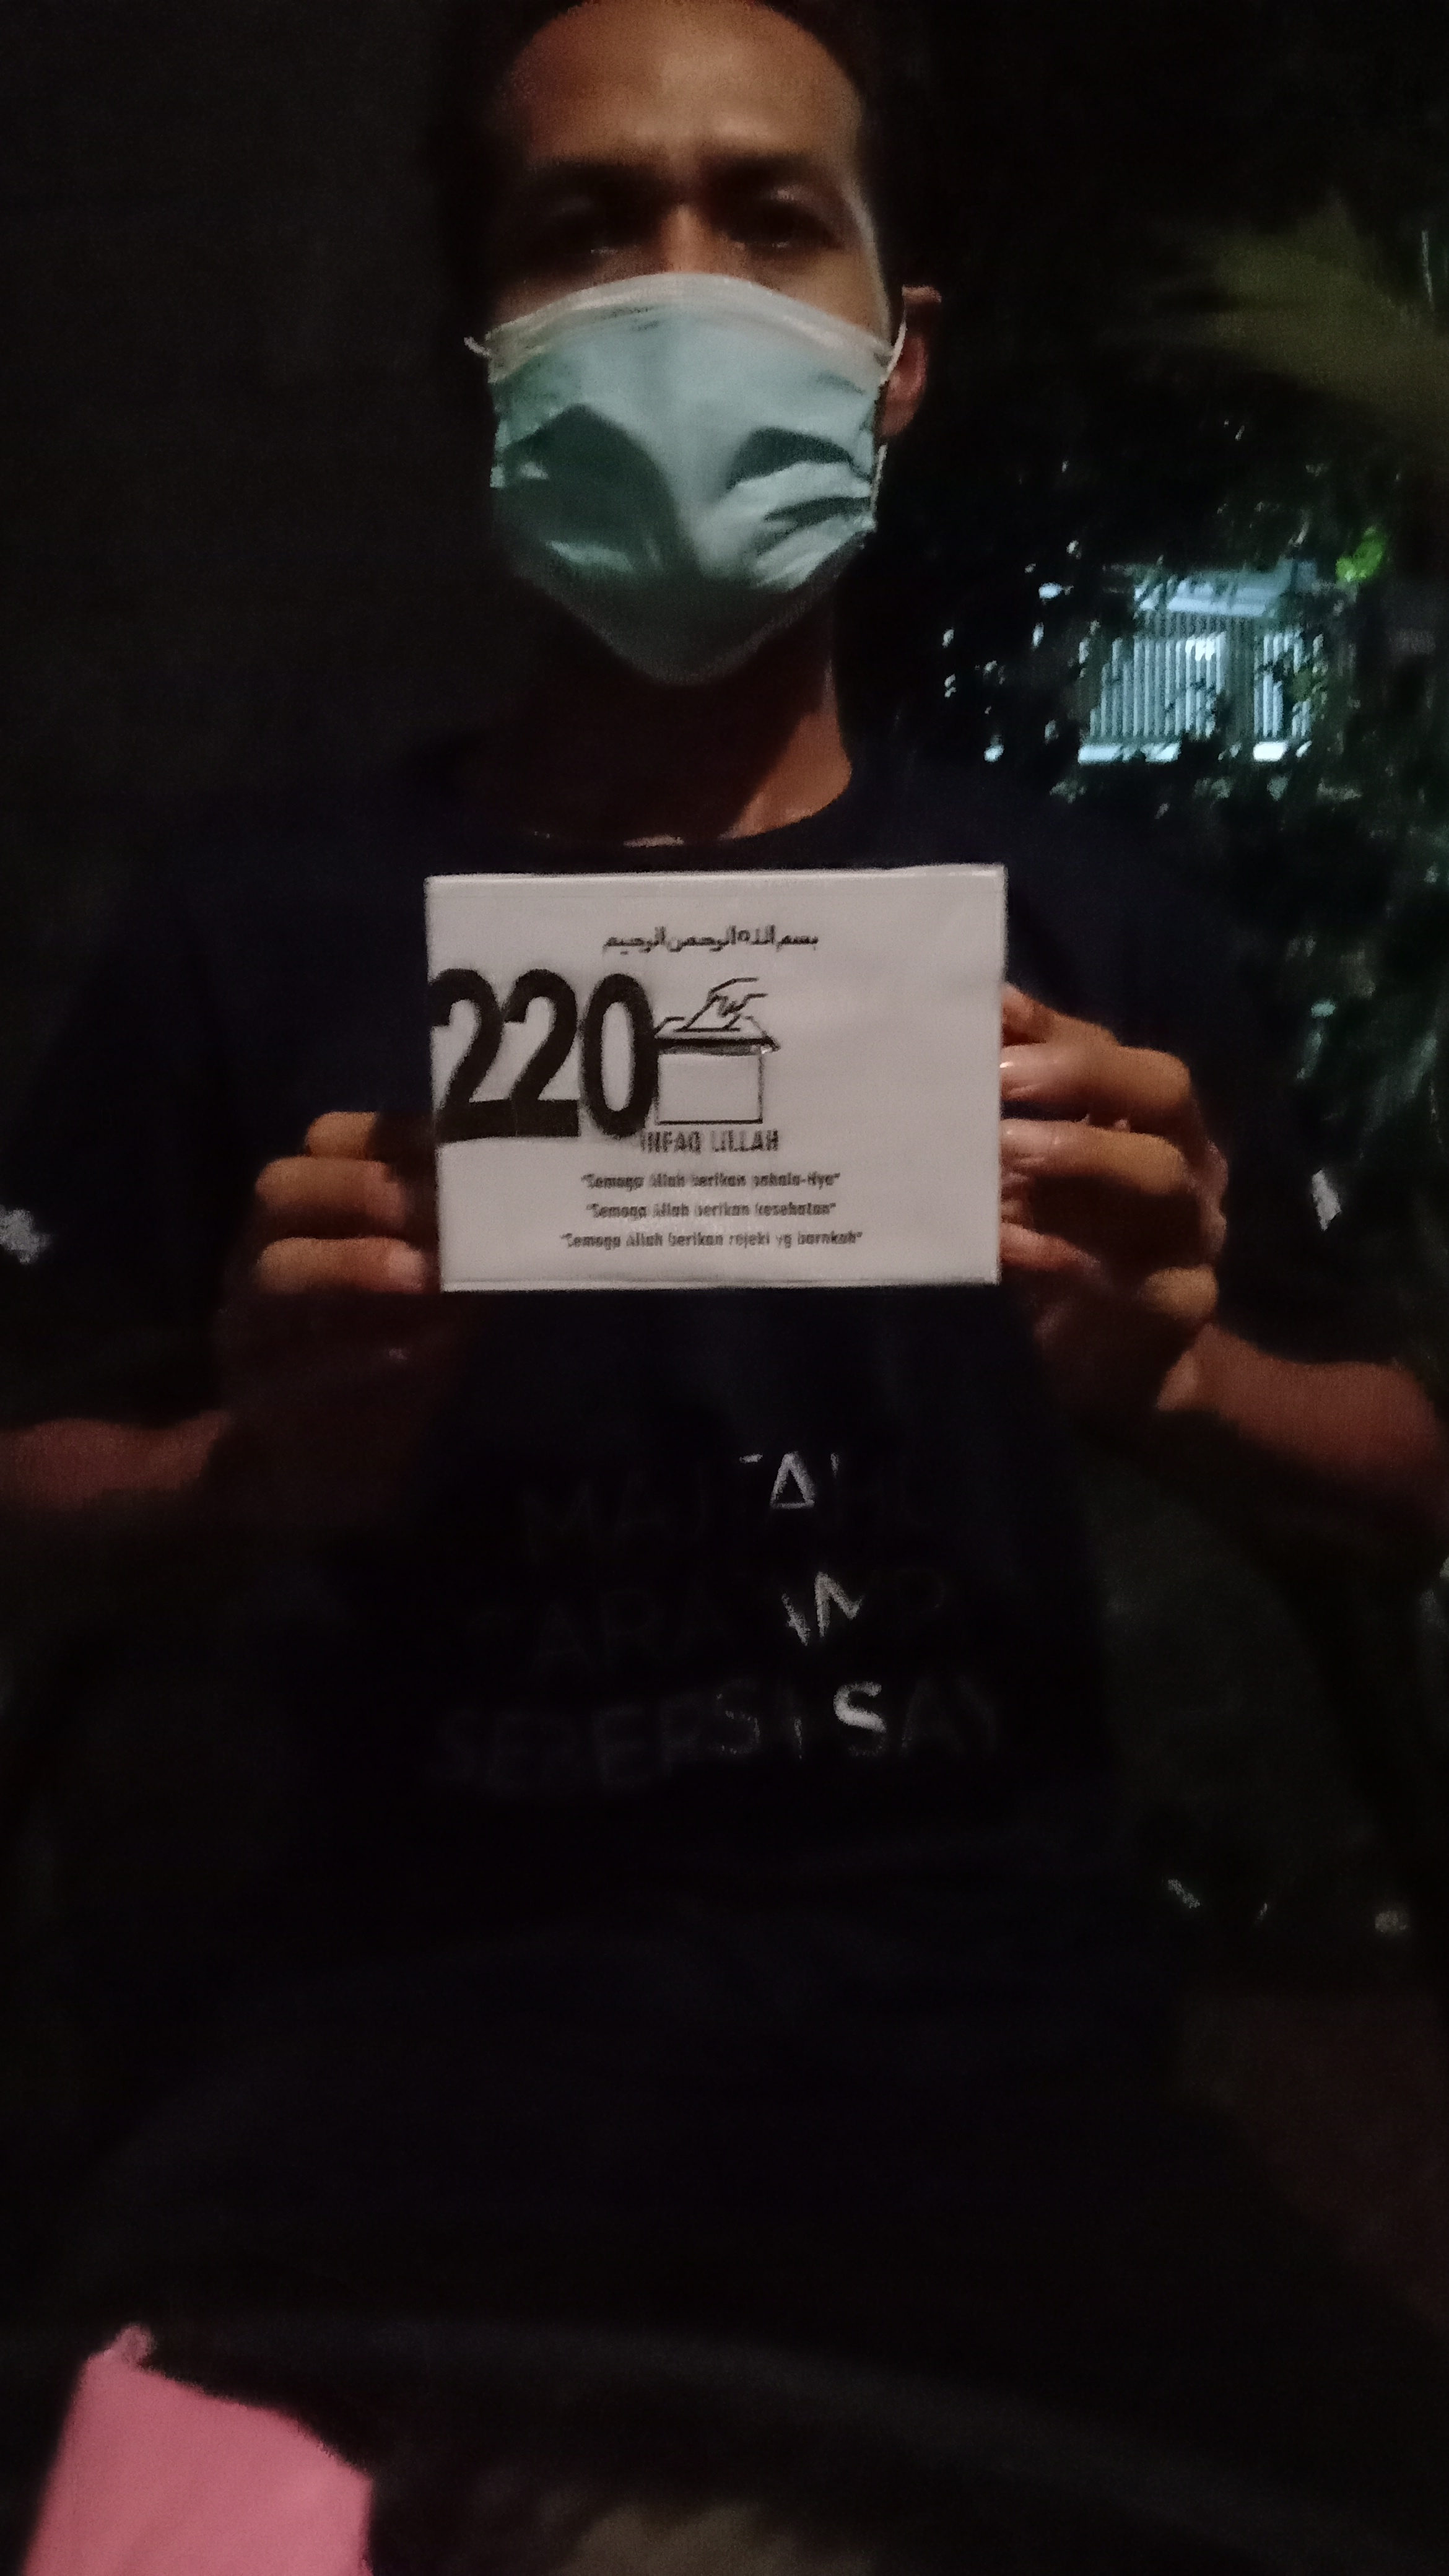 بسم الله الرحمن الرحيم
220
INFAQ LILLAH
"Semoga Allah berikan pahala-Nya"
"Semoga Allah berikan kesehatan"
"Semoga Allah berikan rejeki yg barokah"